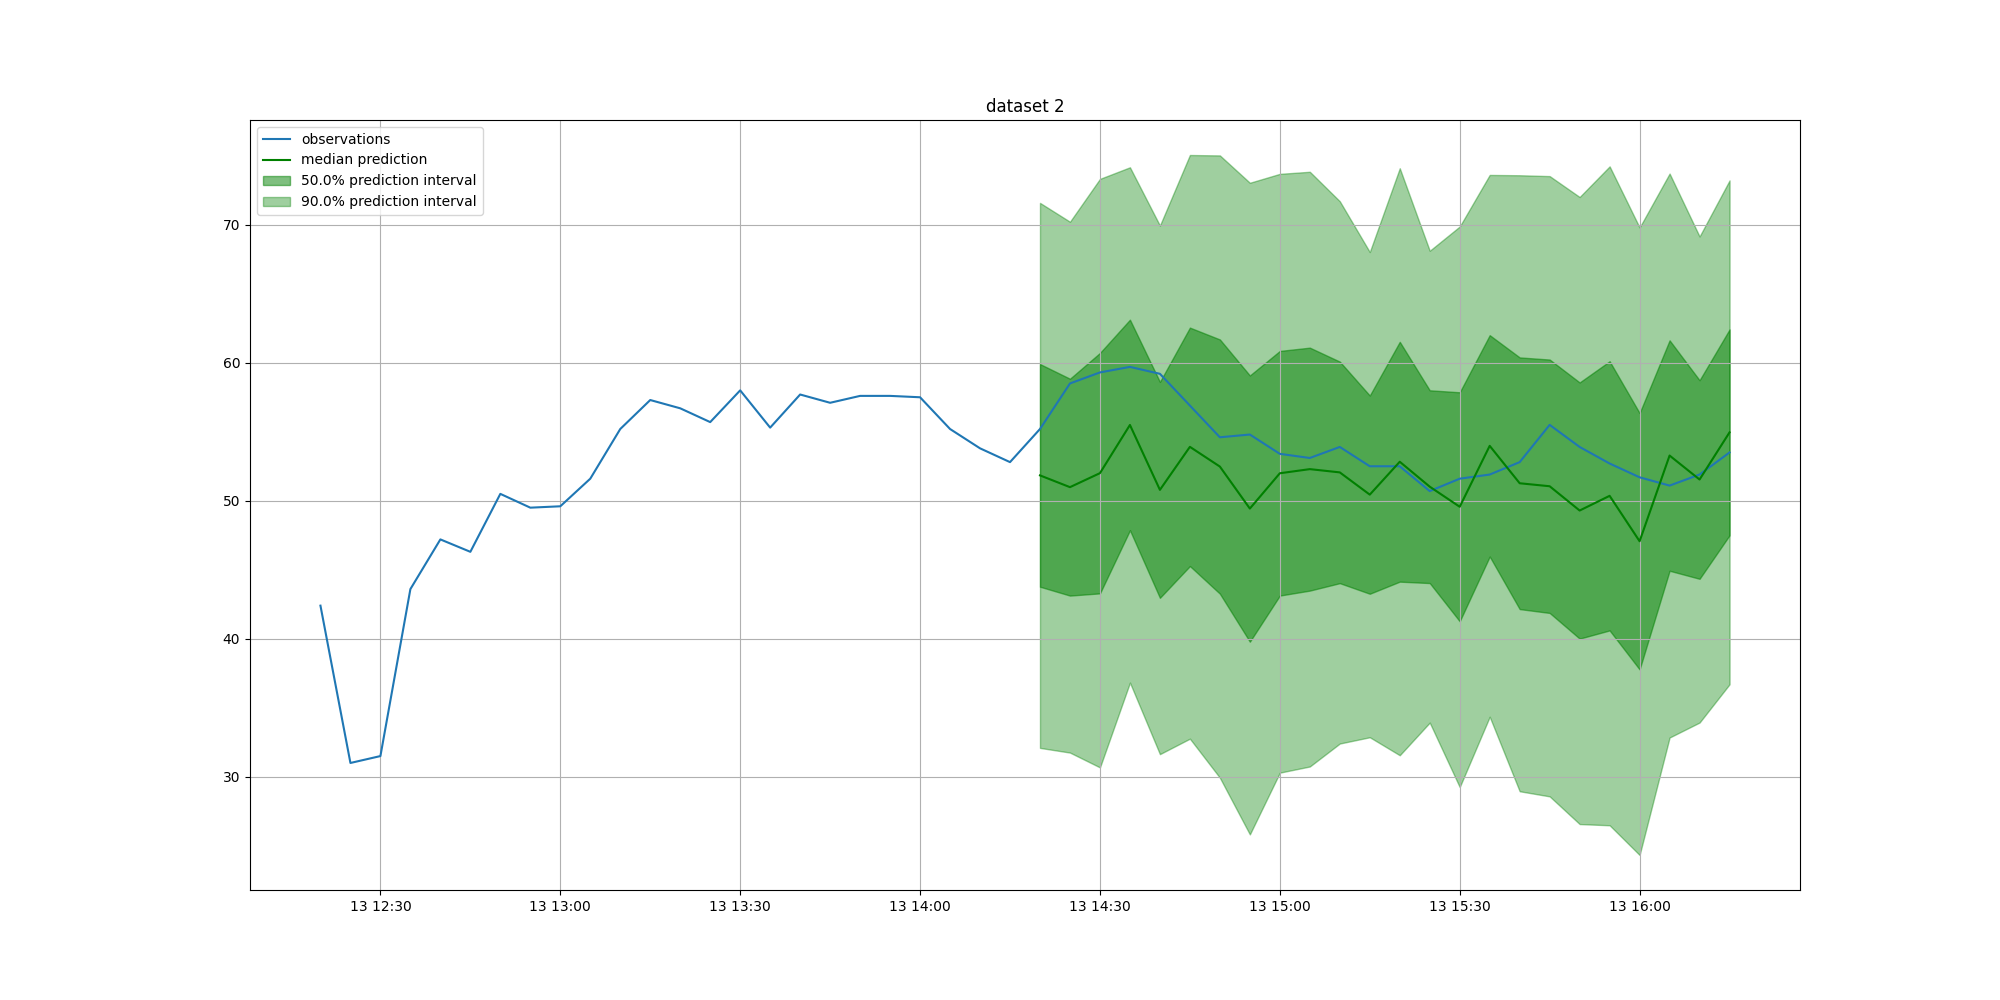 dataset 2
observations
median prediction
50.0% prediction interval
90.0% prediction interval
70
60
50
40
30
13 12:30 13 13:00 13 13:30 13 14:00 13 14:30 13 15:00 13 15:30 13 16:00